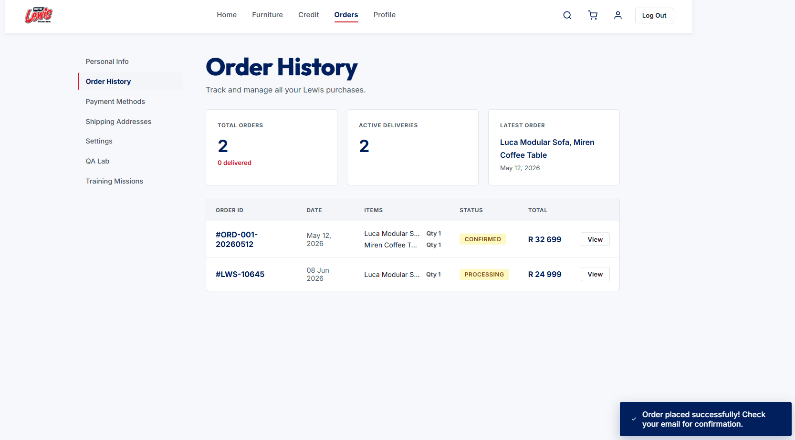 Lewis
Home Furniture Credit Orders Profile Log Out
Personal Info
Order History
Payment Methods
Shipping Addresses
Settings
QA Lab
Training Missions
Order History
Track and manage all your Lewis purchases.
TOTAL ORDERS
2
0 delivered
ACTIVE DELIVERIES
2
LATEST ORDER
Luca Modular Sofa, Miren
Coffee Table
May 12, 2026
ORDER ID DATE ITEMS STATUS TOTAL
#ORD-001-
20260512
May 12,
2026
Luca Modular S... Qty 1
Miren Coffee T... Qty 1
CONFIRMED
R 32 699
View
#LWS-10645
08 Jun
2026
Luca Modular S... Qty 1
PROCESSING
R 24 999
View
Order placed successfully! Check
your email for confirmation.